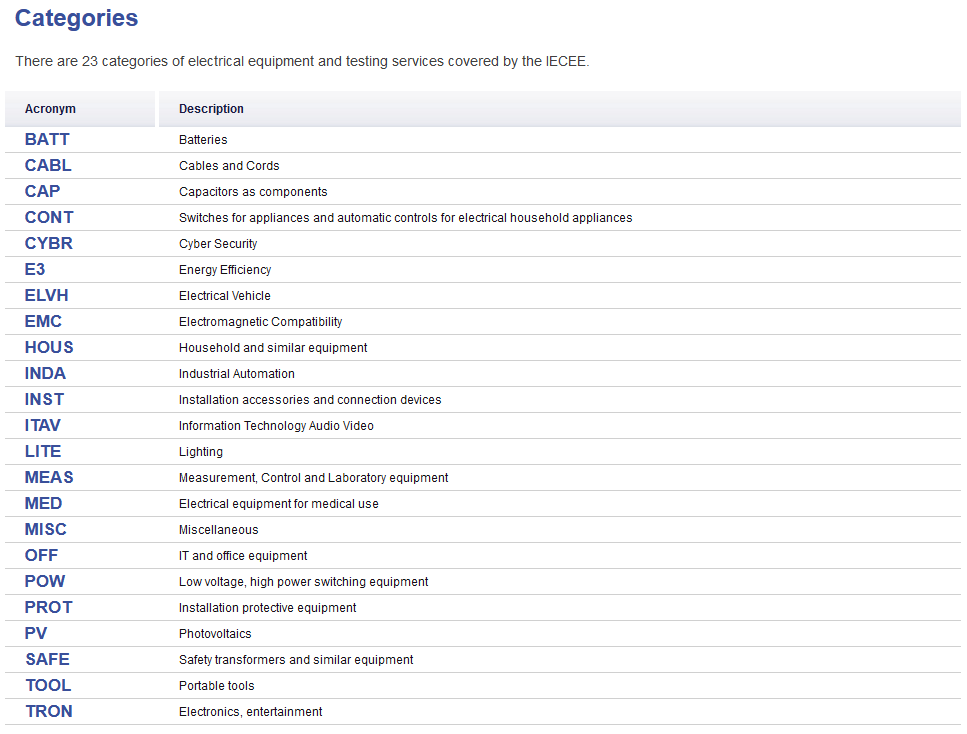 Categories
There are 23 categories of electrical equipment and testing services covered by the IECEE.
Acronym Description
BATT Batteries
CABL Cables and Cords
CAP Capacitors as components
CONT Switches for appliances and automatic controls for electrical household appliances
CYBR Cyber Security
E3 Energy Efficiency
ELVH Electrical Vehicle
EMC Electromagnetic Compatibility
HOUS Household and similar equipment
INDA Industrial Automation
INST Installation accessories and connection devices
ITAV Information Technology Audio Video
LITE Lighting
MEAS Measurement, Control and Laboratory equipment
MED Electrical equipment for medical use
MISC Miscellaneous
OFF IT and office equipment
POW Low voltage, high power switching equipment
PROT Installation protective equipment
PV Photovoltaics
SAFE Safety transformers and similar equipment
TOOL Portable tools
TRON Electronics, entertainment